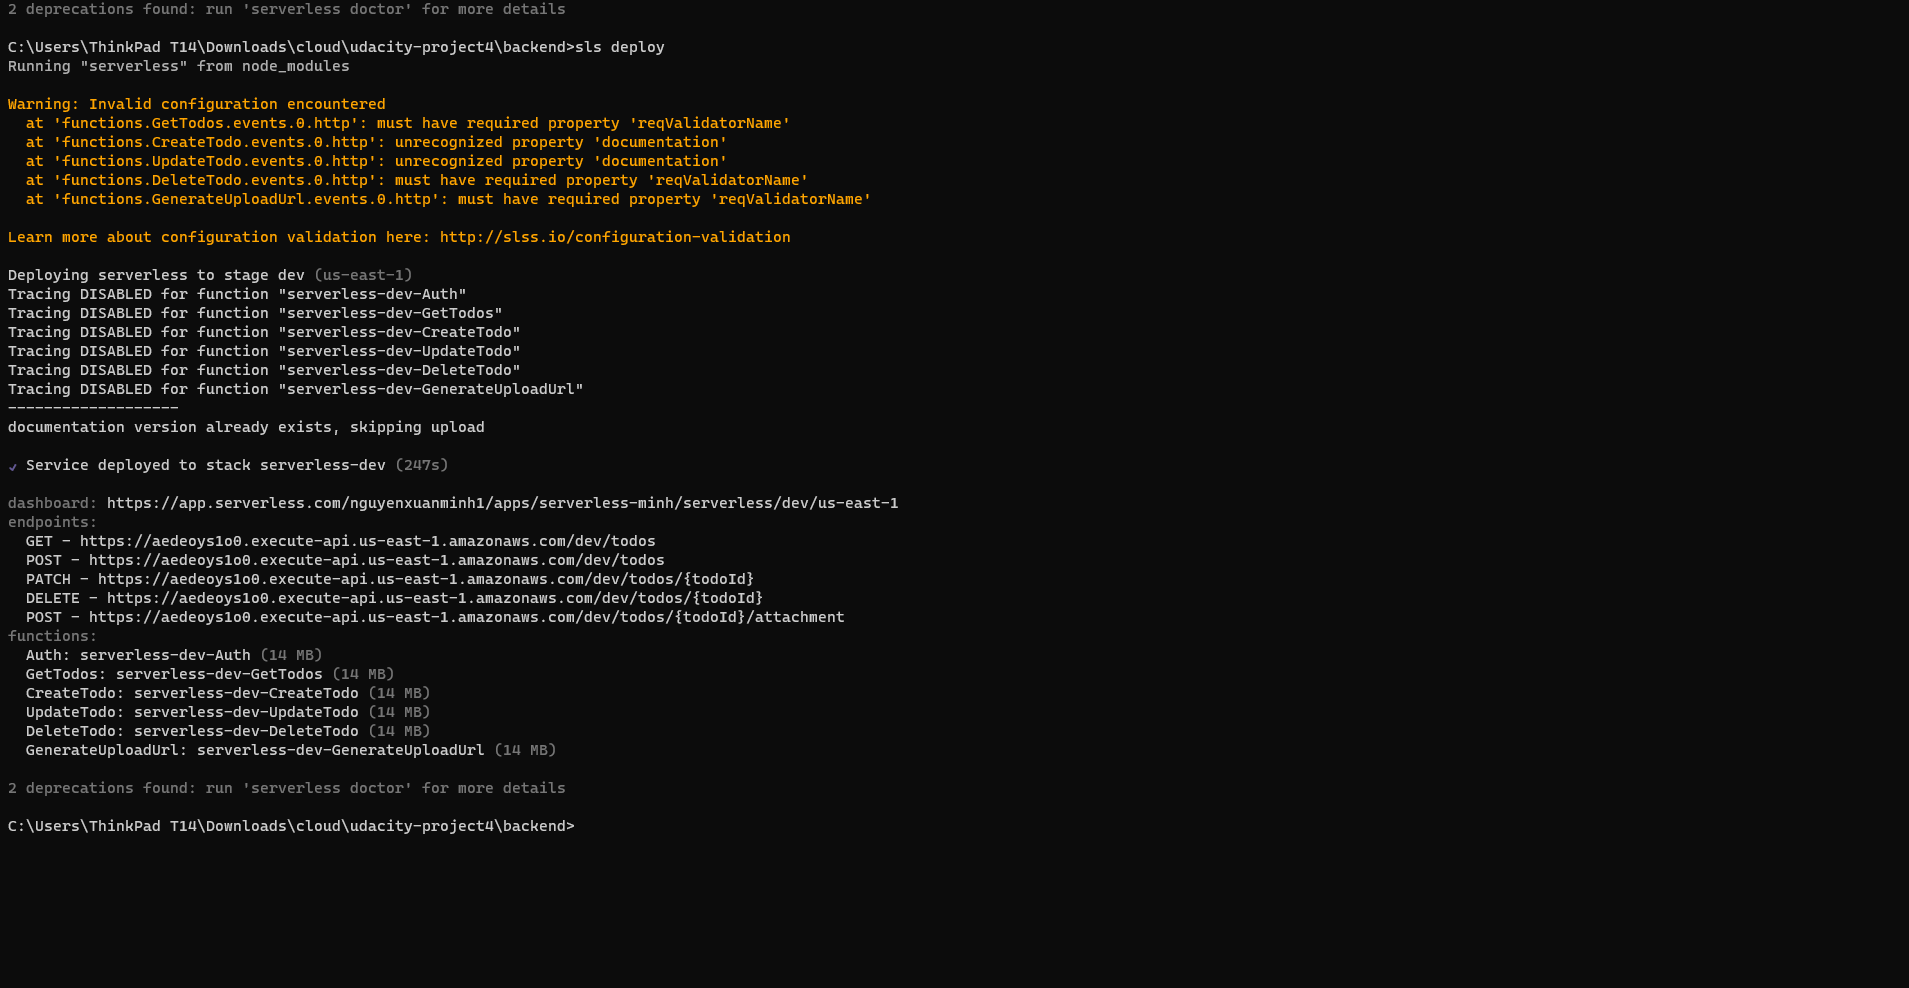 2 deprecations found: run 'serverless doctor' for more details
C:\Users\ThinkPad T14\Downloads\cloud\udacity-project4\backend>sls deploy
Running "serverless" from node_modules
Warning: Invalid configuration encountered
at 'functions.GetTodos.events.0.http': must have required property 'reqValidatorName'
at 'functions.CreateTodo.events.0.http': unrecognized property 'documentation'
at 'functions.UpdateTodo.events.0.http': unrecognized property 'documentation'
at 'functions.DeleteTodo.events.0.http': must have required property 'reqValidatorName'
at 'functions.GenerateUploadUrl.events.0.http': must have required property 'reqValidatorName'
Learn more about configuration validation here: http://slss.io/configuration-validation
Deploying serverless to stage dev (us-east-1)
Tracing DISABLED for function "serverless-dev-Auth"
Tracing DISABLED for function "serverless-dev-GetTodos"
Tracing DISABLED for function "serverless-dev-CreateTodo"
Tracing DISABLED for function "serverless-dev-UpdateTodo"
Tracing DISABLED for function "serverless-dev-DeleteTodo"
Tracing DISABLED for function "serverless-dev-GenerateUploadUrl"
-------------------
documentation version already exists, skipping upload
✔ Service deployed to stack serverless-dev (247s)
dashboard: https://app.serverless.com/nguyenxuanminh1/apps/serverless-minh/serverless/dev/us-east-1
endpoints:
GET - https://aedeoys1o0.execute-api.us-east-1.amazonaws.com/dev/todos
POST - https://aedeoys1o0.execute-api.us-east-1.amazonaws.com/dev/todos
PATCH - https://aedeoys1o0.execute-api.us-east-1.amazonaws.com/dev/todos/{todoId}
DELETE - https://aedeoys1o0.execute-api.us-east-1.amazonaws.com/dev/todos/{todoId}
POST - https://aedeoys1o0.execute-api.us-east-1.amazonaws.com/dev/todos/{todoId}/attachment
functions:
Auth: serverless-dev-Auth (14 MB)
GetTodos: serverless-dev-GetTodos (14 MB)
CreateTodo: serverless-dev-CreateTodo (14 MB)
UpdateTodo: serverless-dev-UpdateTodo (14 MB)
DeleteTodo: serverless-dev-DeleteTodo (14 MB)
GenerateUploadUrl: serverless-dev-GenerateUploadUrl (14 MB)
2 deprecations found: run 'serverless doctor' for more details
C:\Users\ThinkPad T14\Downloads\cloud\udacity-project4\backend>